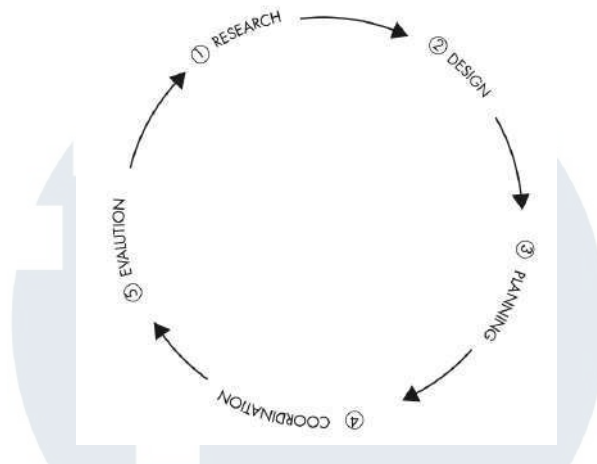 ① RESEARCH
② DESIGN
③ PLANNING
④ COORDINATION
⑤ EVALUTION